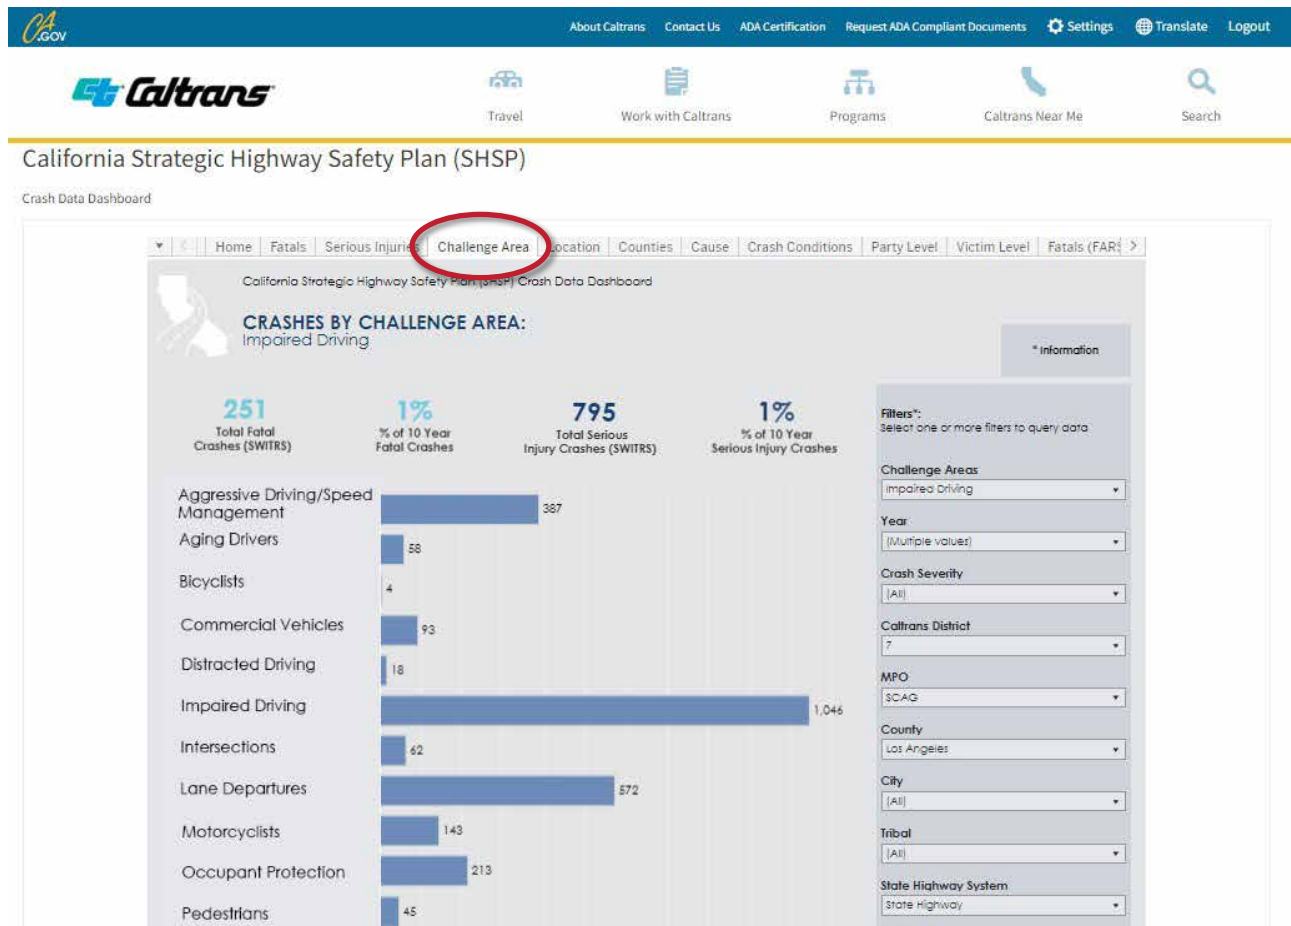 CA
.GOV
About Caltrans Contact Us ADA Certification Request ADA Compliant Documents Settings Translate Logout
Caltrans
Travel Work with Caltrans Programs Caltrans Near Me Search
California Strategic Highway Safety Plan (SHSP)
Crash Data Dashboard
Home Fatals Serious Injuries Challenge Area Location Counties Cause Crash Conditions Party Level Victim Level Fatals (FARS
California Strategic Highway Safety Plan (SHSP) Crash Data Dashboard
CRASHES BY CHALLENGE AREA:
Impaired Driving
* Information
251 1% 795 1%
Total Fatal % of 10 Year Total Serious % of 10 Year
Crashes (SWITRS) Fatal Crashes Injury Crashes (SWITRS) Serious Injury Crashes
Aggressive Driving/Speed
Management 387
Aging Drivers 58
Bicyclists 4
Commercial Vehicles 93
Distracted Driving 18
Impaired Driving 1,046
Intersections 62
Lane Departures 572
Motorcyclists 143
Occupant Protection 213
Pedestrians 45
Filters*:
Select one or more filters to query data
Challenge Areas
Impaired Driving
Year
(Multiple values)
Crash Severity
(All)
Caltrans District
7
MPO
SCAG
County
Los Angeles
City
(All)
Tribal
(All)
State Highway System
State Highway